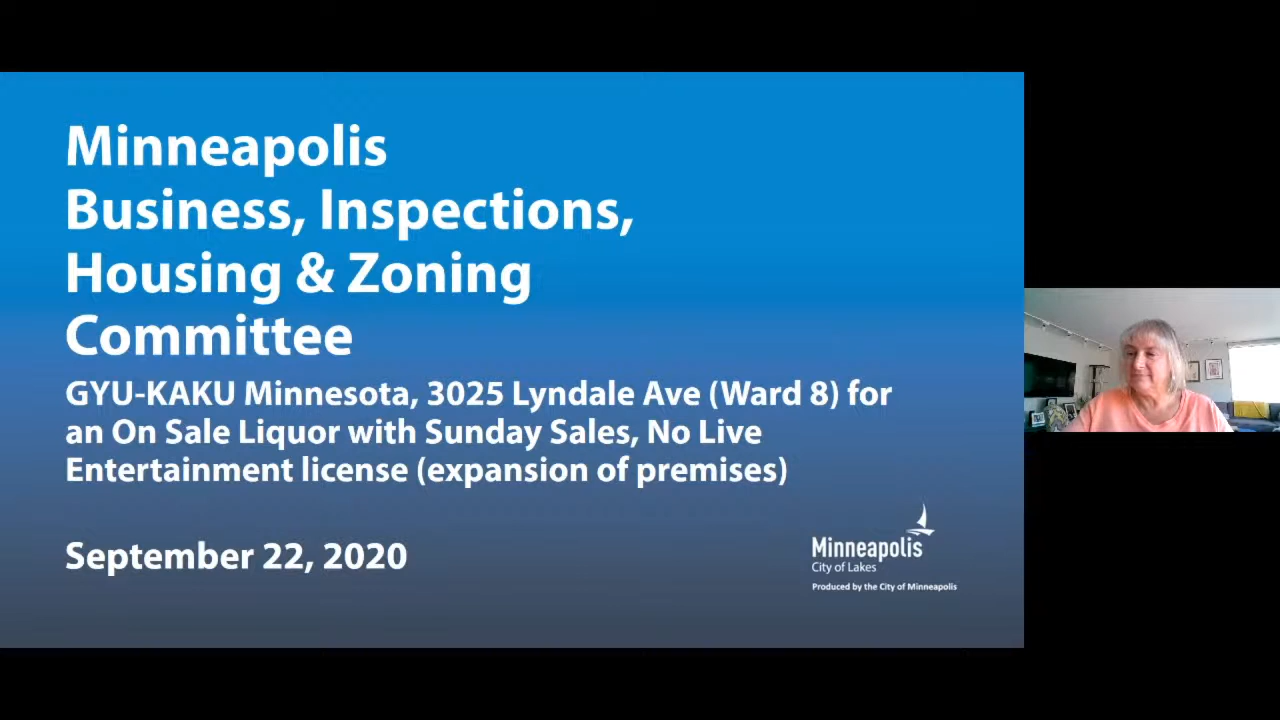 Minneapolis
Business, Inspections,
Housing & Zoning
Committee
GYU-KAKU Minnesota, 3025 Lyndale Ave (Ward 8) for
an On Sale Liquor with Sunday Sales, No Live
Entertainment license (expansion of premises)
September 22, 2020
Minneapolis
City of Lakes
Produced by the City of Minneapolis